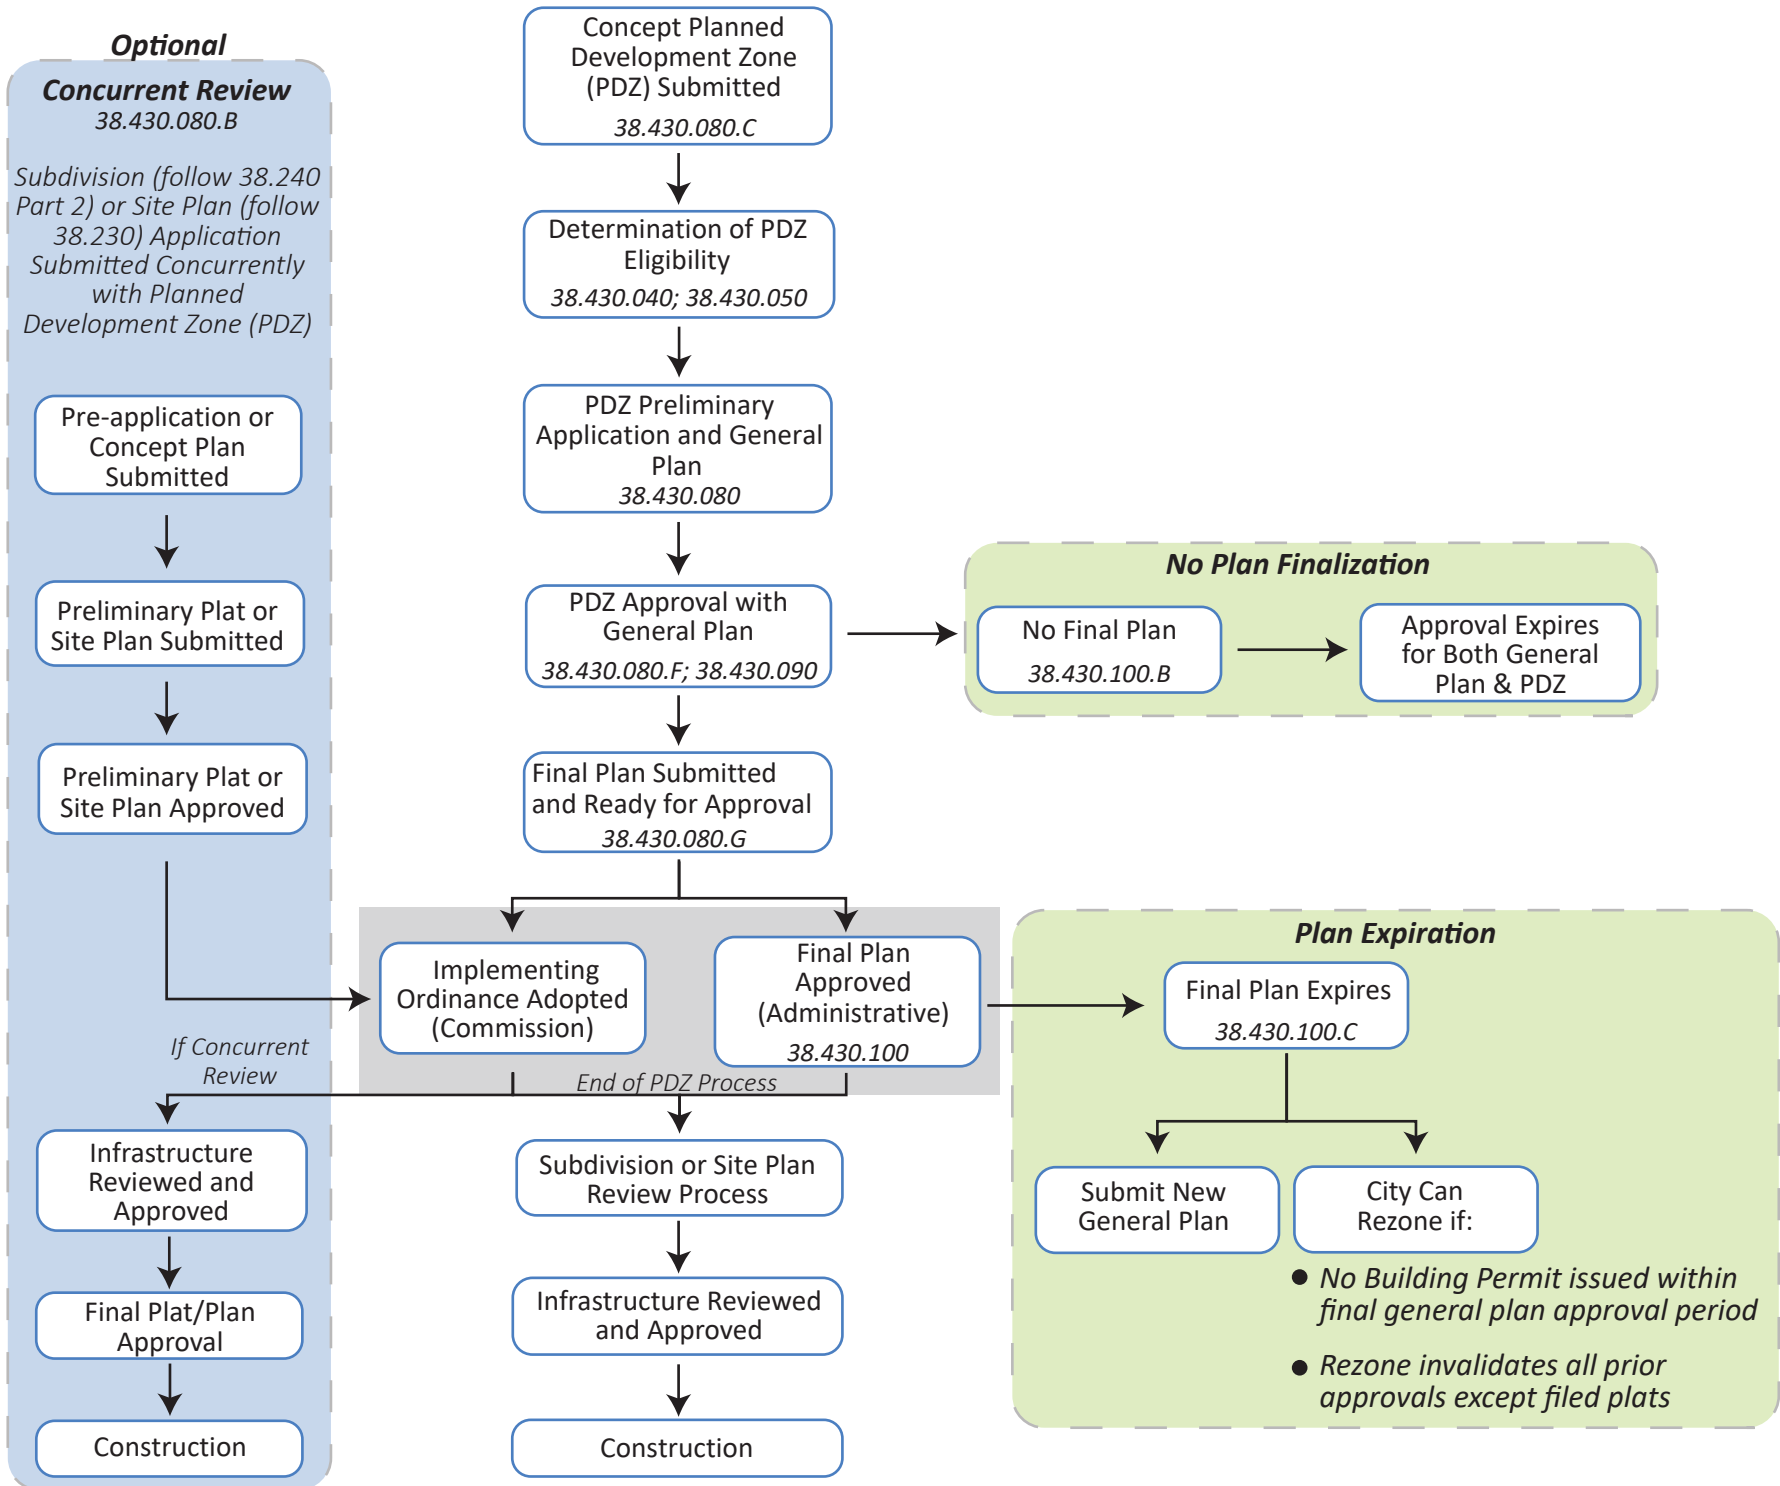 Optional
Concurrent Review
38.430.080.B
Subdivision (follow 38.240
Part 2) or Site Plan (follow
38.230) Application
Submitted Concurrently
with Planned
Development Zone (PDZ)
Pre-application or
Concept Plan
Submitted
Preliminary Plat or
Site Plan Submitted
Preliminary Plat or
Site Plan Approved
If Concurrent
Review
Infrastructure
Reviewed and
Approved
Final Plat/Plan
Approval
Construction
Concept Planned
Development Zone
(PDZ) Submitted
38.430.080.C
Determination of PDZ
Eligibility
38.430.040; 38.430.050
PDZ Preliminary
Application and General
Plan
38.430.080
PDZ Approval with
General Plan
38.430.080.F; 38.430.090
Final Plan Submitted
and Ready for Approval
38.430.080.G
Implementing
Ordinance Adopted
(Commission)
Final Plan
Approved
(Administrative)
38.430.100
End of PDZ Process
Subdivision or Site Plan
Review Process
Infrastructure Reviewed
and Approved
Construction
No Plan Finalization
No Final Plan
38.430.100.B
Approval Expires
for Both General
Plan & PDZ
Plan Expiration
Final Plan Expires
38.430.100.C
Submit New
General Plan
City Can
Rezone if:
● No Building Permit issued within
final general plan approval period
● Rezone invalidates all prior
approvals except filed plats